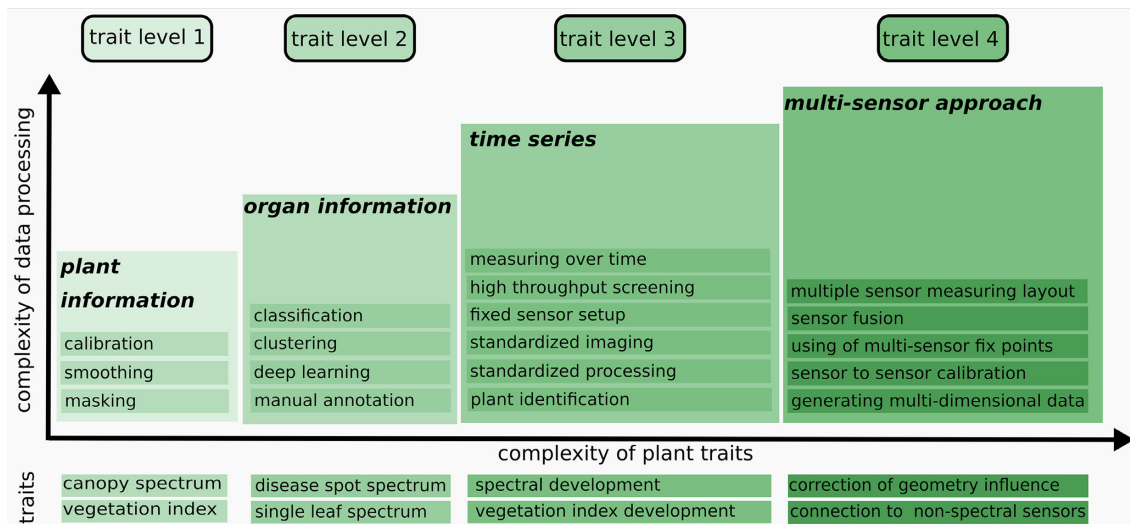 trait level 1
trait level 2
trait level 3
trait level 4
complexity of data processing
plant
information
calibration
smoothing
masking
organ information
classification
clustering
deep learning
manual annotation
time series
measuring over time
high throughput screening
fixed sensor setup
standardized imaging
standardized processing
plant identification
multi-sensor approach
multiple sensor measuring layout
sensor fusion
using of multi-sensor fix points
sensor to sensor calibration
generating multi-dimensional data
complexity of plant traits
traits
canopy spectrum
vegetation index
disease spot spectrum
single leaf spectrum
spectral development
vegetation index development
correction of geometry influence
connection to non-spectral sensors